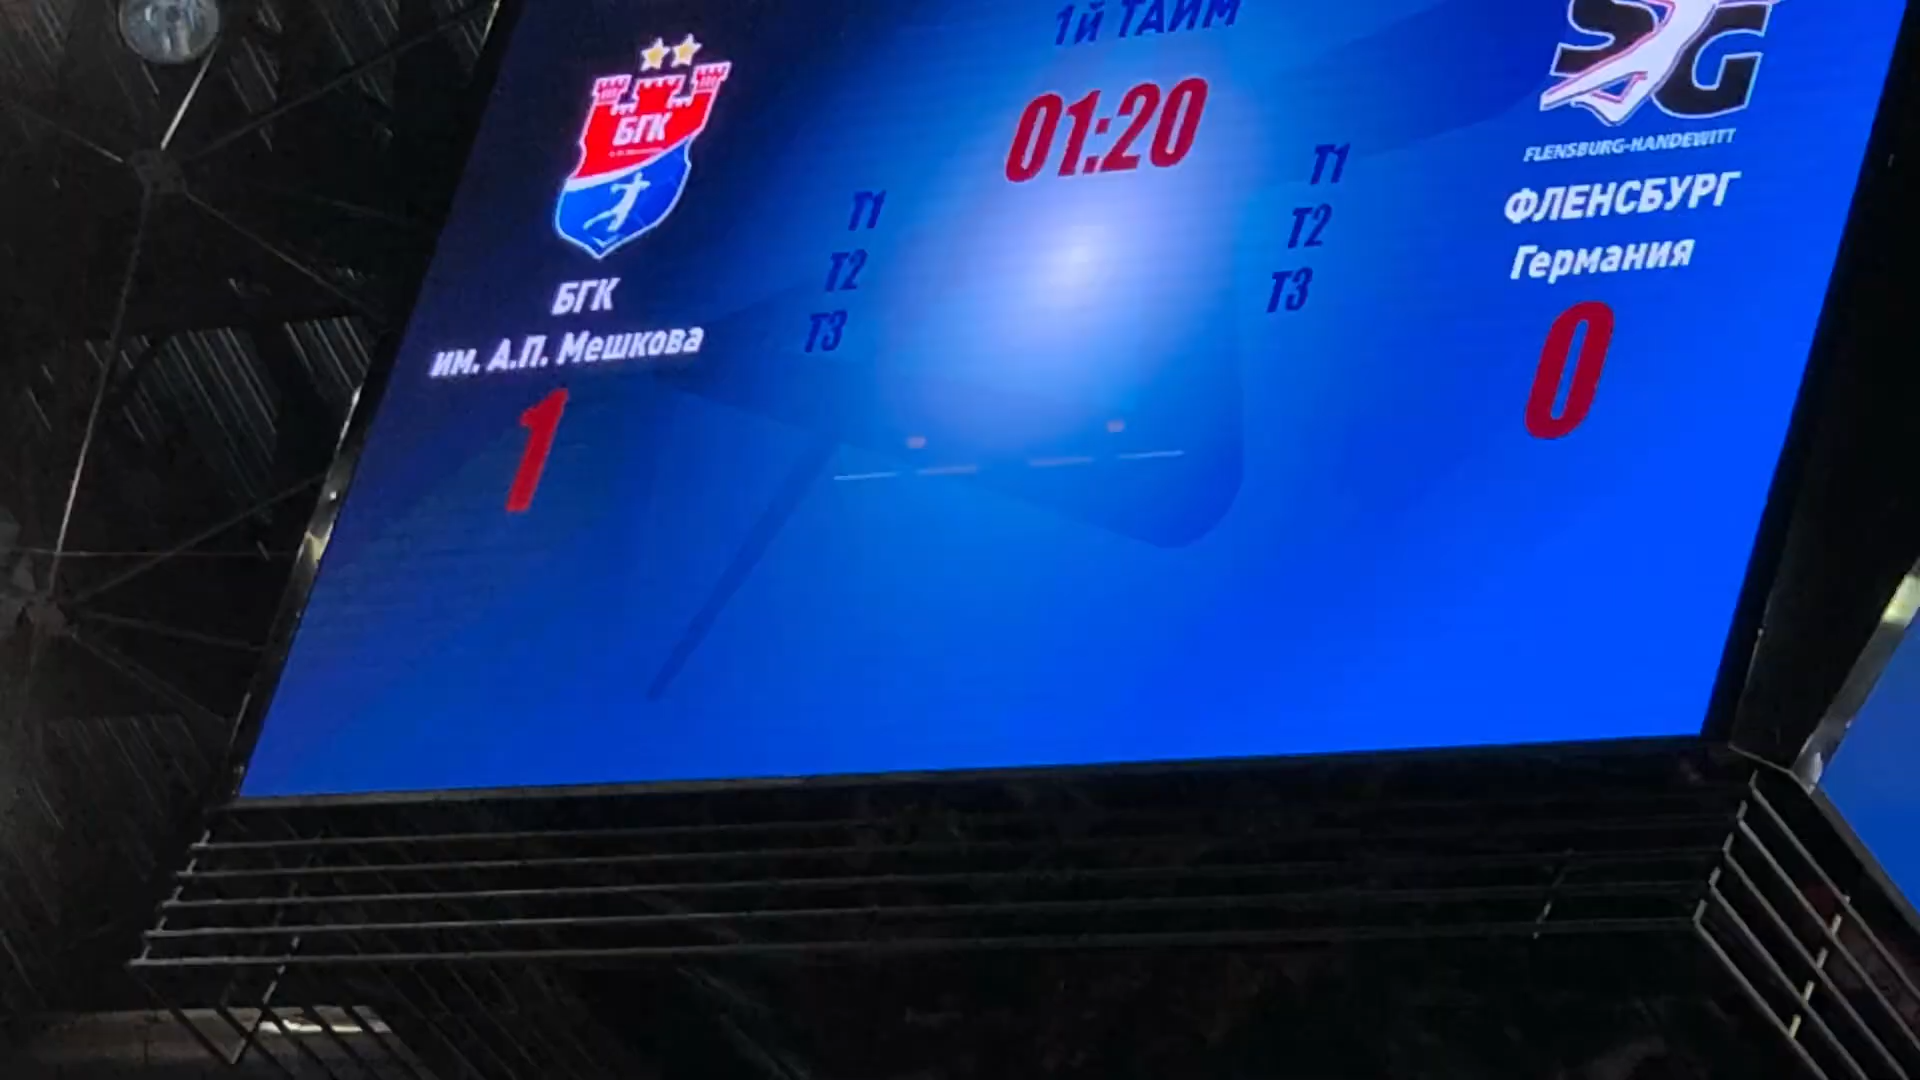 1й ТАЙМ
01:20
БГК
БГК
им. А.П. Мешкова
1
T1
T2
T3
T1
T2
T3
SG
FLENSBURG-HANDEWITT
ФЛЕНСБУРГ
Германия
0